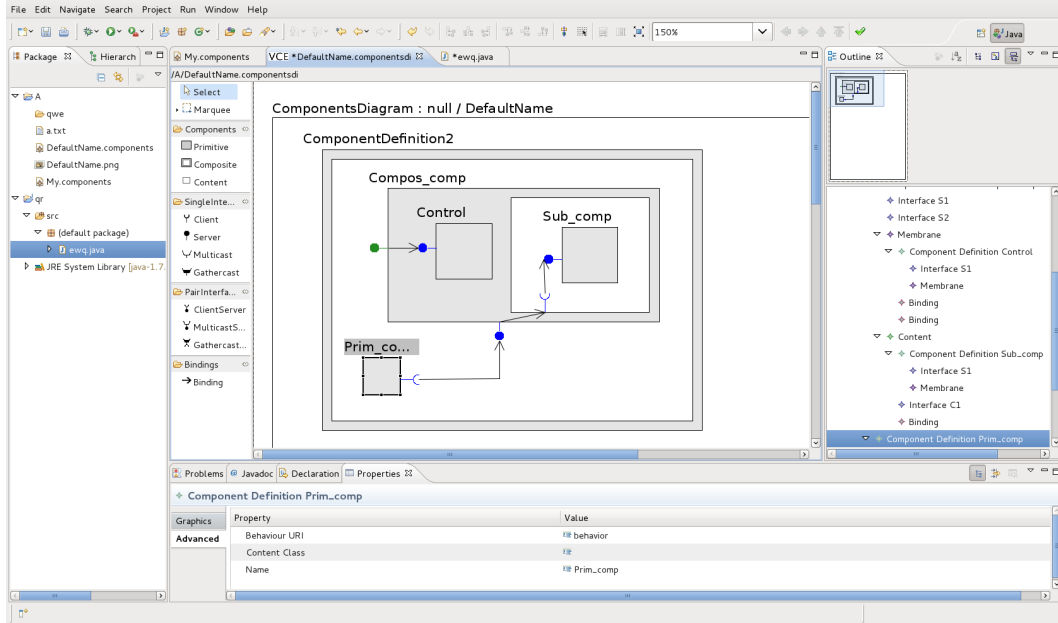 File Edit Navigate Search Project Run Window Help
150%
Java
Package
Hierarch
My.components
VCE *DefaultName.componentsdi
*ewq.java
Outline
/A/DefaultName.componentsdi
A
qwe
a.txt
DefaultName.components
DefaultName.png
My.components
qr
src
(default package)
ewq.java
JRE System Library [java-1.7.
Select
Marquee
Components
Primitive
Composite
Content
SingleInte...
Client
Server
Multicast
Gathercast
PairInterfa...
ClientServer
MulticastS...
Gathercast...
Bindings
Binding
ComponentsDiagram : null / DefaultName
ComponentDefinition2
Compos_comp
Control
Sub_comp
Prim_co...
Interface S1
Interface S2
Membrane
Component Definition Control
Interface S1
Membrane
Binding
Binding
Content
Component Definition Sub_comp
Interface S1
Membrane
Interface C1
Binding
Component Definition Prim_comp
Problems
Javadoc
Declaration
Properties
Component Definition Prim_comp
Graphics
Advanced
Property Value
Behaviour URI behavior
Content Class
Name Prim_comp